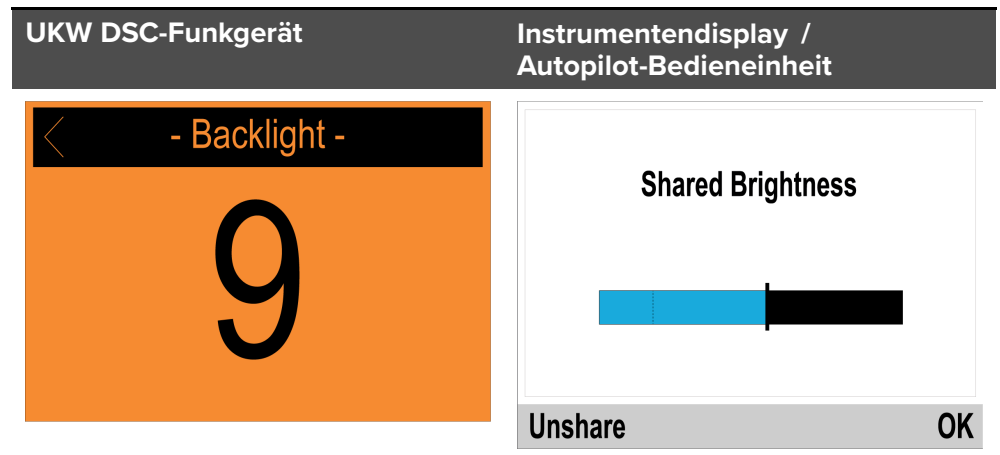 UKW DSC-Funkgerät
Instrumentendisplay /
Autopilot-Bedieneinheit
- Backlight -
9
Shared Brightness
Unshare OK